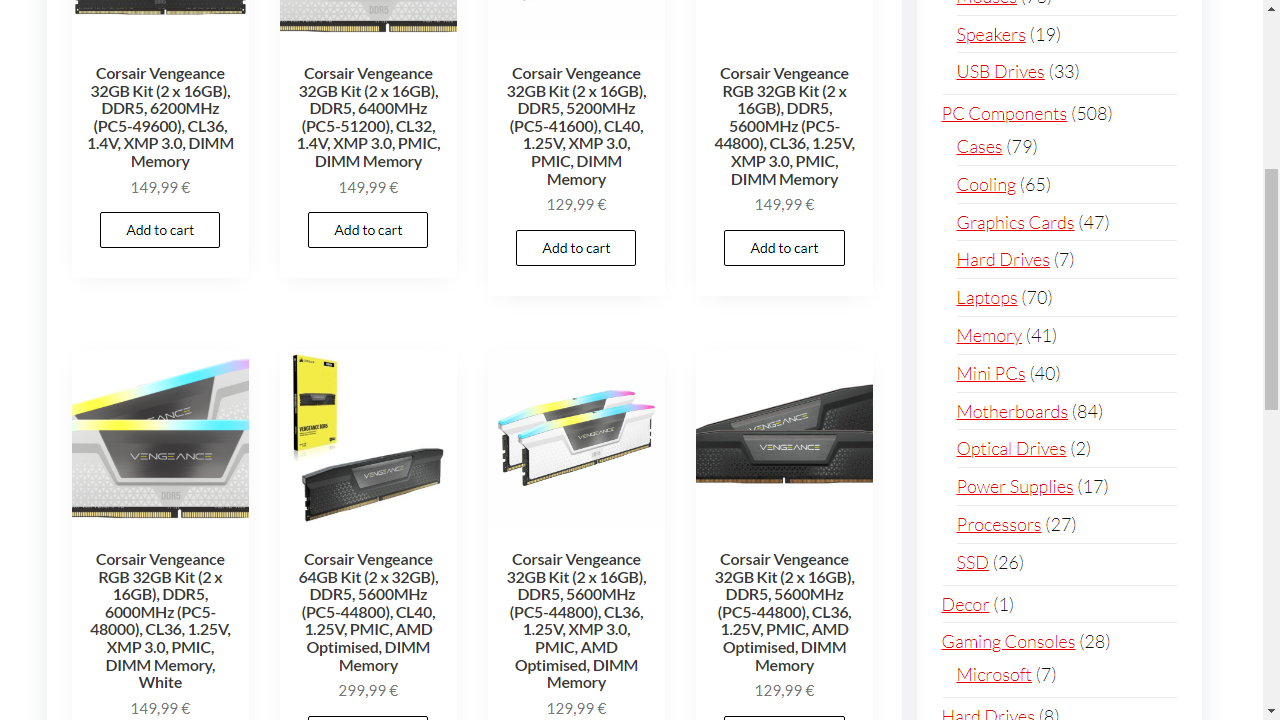 DDR5
Corsair Vengeance
32GB Kit (2 x 16GB),
DDR5, 6200MHz
(PC5-49600), CL36,
1.4V, XMP 3.0, DIMM
Memory
149,99 €
Add to cart
Corsair Vengeance
32GB Kit (2 x 16GB),
DDR5, 6400MHz
(PC5-51200), CL32,
1.4V, XMP 3.0, PMIC,
DIMM Memory
149,99 €
Add to cart
Corsair Vengeance
32GB Kit (2 x 16GB),
DDR5, 5200MHz
(PC5-41600), CL40,
1.25V, XMP 3.0,
PMIC, DIMM
Memory
129,99 €
Add to cart
Corsair Vengeance
RGB 32GB Kit (2 x
16GB), DDR5,
5600MHz (PC5-
44800), CL36, 1.25V,
XMP 3.0, PMIC,
DIMM Memory
149,99 €
Add to cart
VENGEANCE
DDR5
Corsair Vengeance
RGB 32GB Kit (2 x
16GB), DDR5,
6000MHz (PC5-
48000), CL36, 1.25V,
XMP 3.0, PMIC,
DIMM Memory,
White
149,99 €
VENGEANCE DDR5
VENGEANCE
Corsair Vengeance
64GB Kit (2 x 32GB),
DDR5, 5600MHz
(PC5-44800), CL40,
1.25V, PMIC, AMD
Optimised, DIMM
Memory
299,99 €
VENGEANCE
Corsair Vengeance
32GB Kit (2 x 16GB),
DDR5, 5600MHz
(PC5-44800), CL36,
1.25V, XMP 3.0,
PMIC, AMD
Optimised, DIMM
Memory
129,99 €
VENGEANCE
VENGEANCE
Corsair Vengeance
32GB Kit (2 x 16GB),
DDR5, 5600MHz
(PC5-44800), CL36,
1.25V, PMIC, AMD
Optimised, DIMM
Memory
129,99 €
Speakers (19)
USB Drives (33)
PC Components (508)
Cases (79)
Cooling (65)
Graphics Cards (47)
Hard Drives (7)
Laptops (70)
Memory (41)
Mini PCs (40)
Motherboards (84)
Optical Drives (2)
Power Supplies (17)
Processors (27)
SSD (26)
Decor (1)
Gaming Consoles (28)
Microsoft (7)
Hard Drives (8)